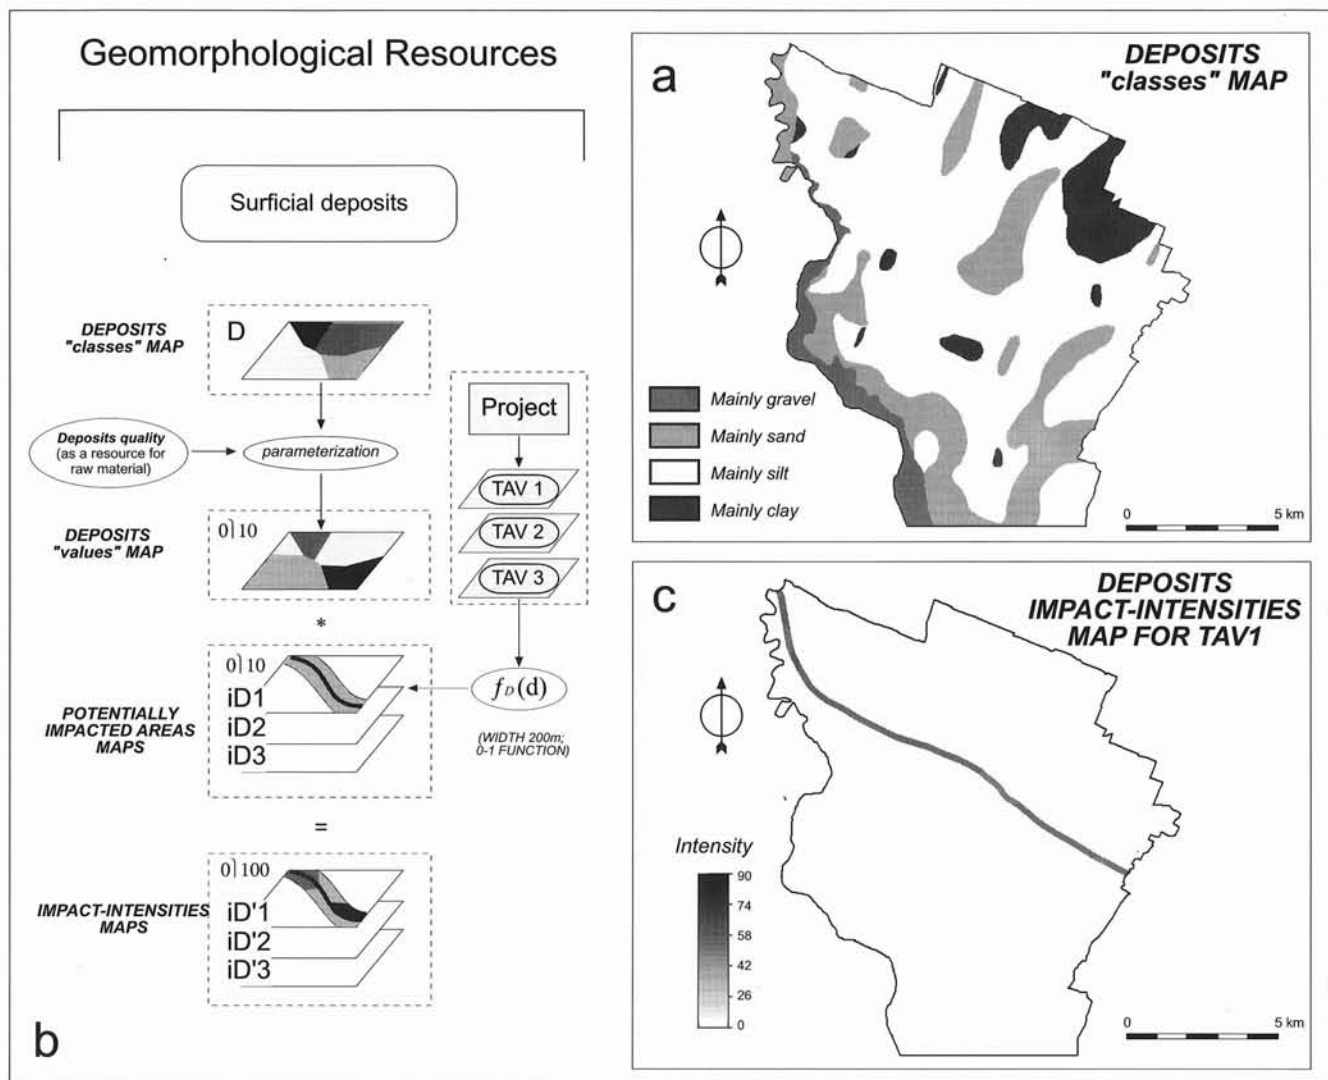 Geomorphological Resources
Surficial deposits
DEPOSITS
"classes" MAP
D
Project
Deposits quality
(as a resource for
raw material)
parameterization
TAV 1
TAV 2
TAV 3
DEPOSITS
"values" MAP
0⌉10
*
POTENTIALLY
IMPACTED AREAS
MAPS
0⌉10
iD1
iD2
iD3
fD(d)
(WIDTH 200m;
0-1 FUNCTION)
=
IMPACT-INTENSITIES
MAPS
0⌉100
iD'1
iD'2
iD'3
b
a
DEPOSITS
"classes" MAP
Mainly gravel
Mainly sand
Mainly silt
Mainly clay
0 5 km
c
DEPOSITS
IMPACT-INTENSITIES
MAP FOR TAV1
Intensity
90
74
58
42
26
0
0 5 km